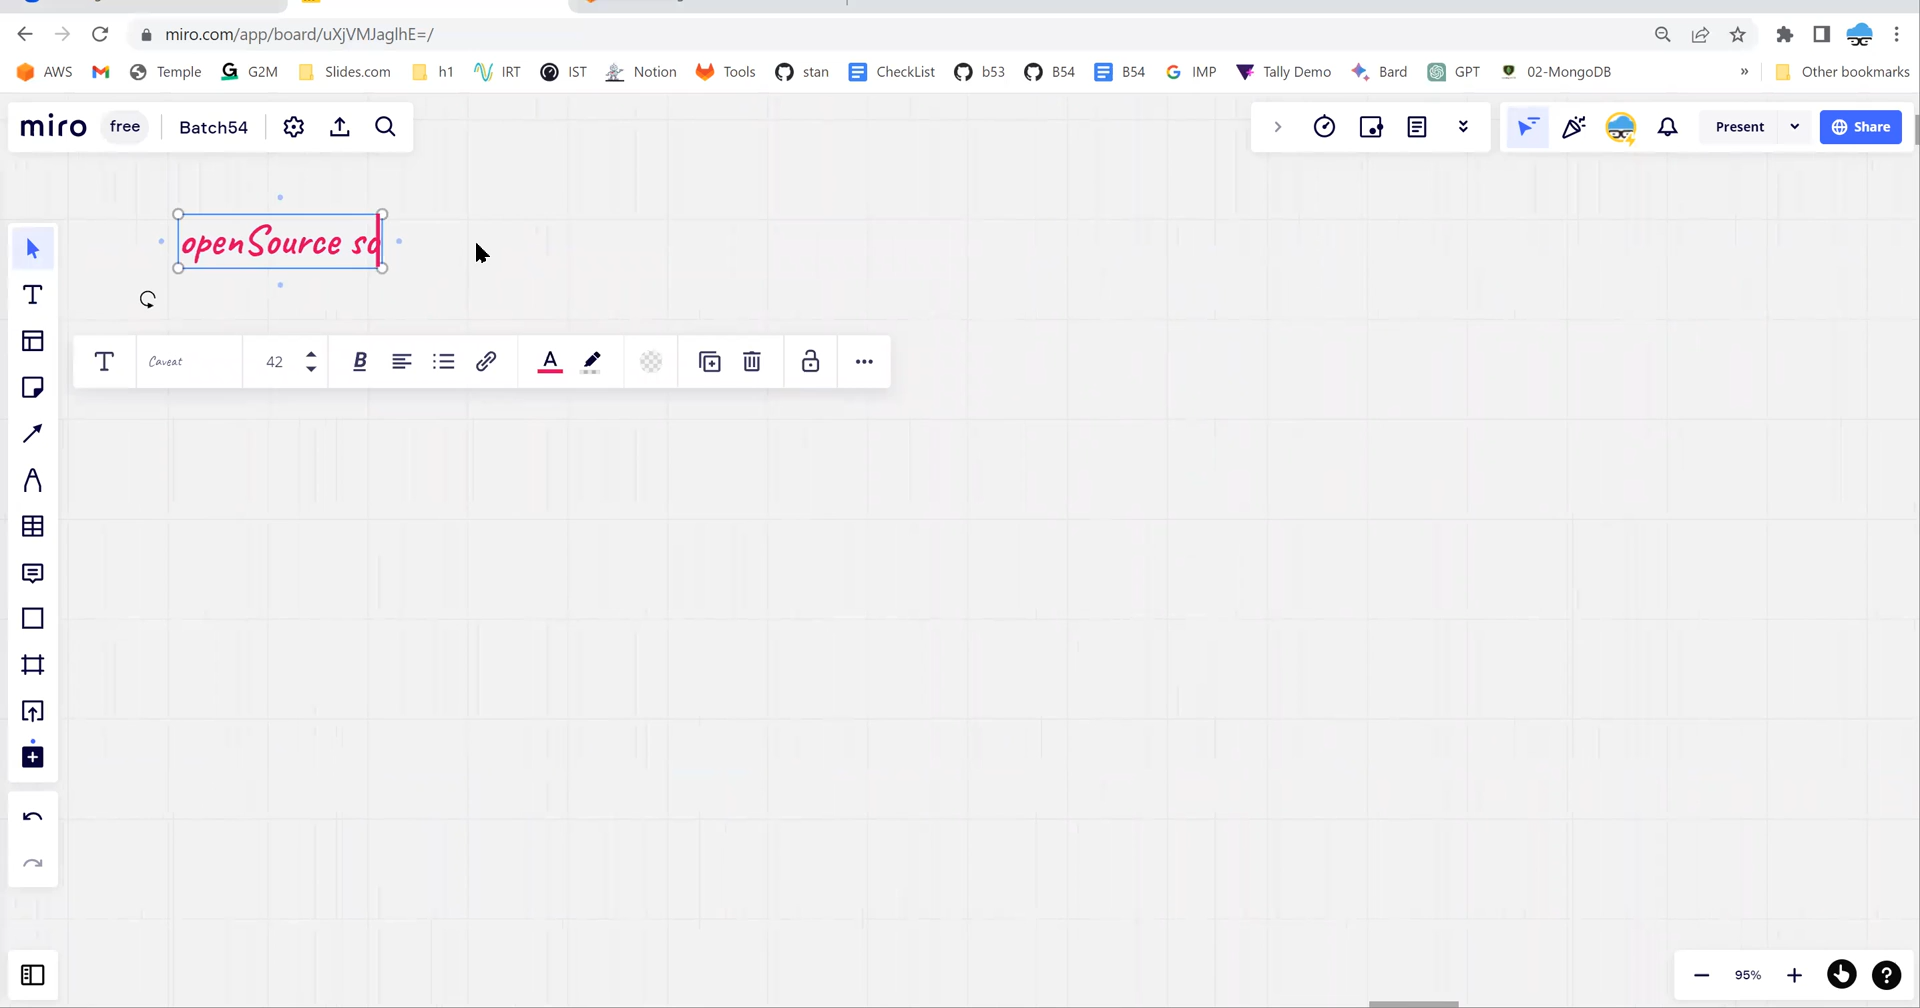 miro.com/app/board/uXjVMJaglhE=/
AWS Temple G2M Slides.com h1 IRT IST Notion Tools stan CheckList b53 B54 B54 IMP Tally Demo Bard GPT 02-MongoDB » Other bookmarks
miro free Batch54 Present Share
openSource so
Caveat 42 B A
95%